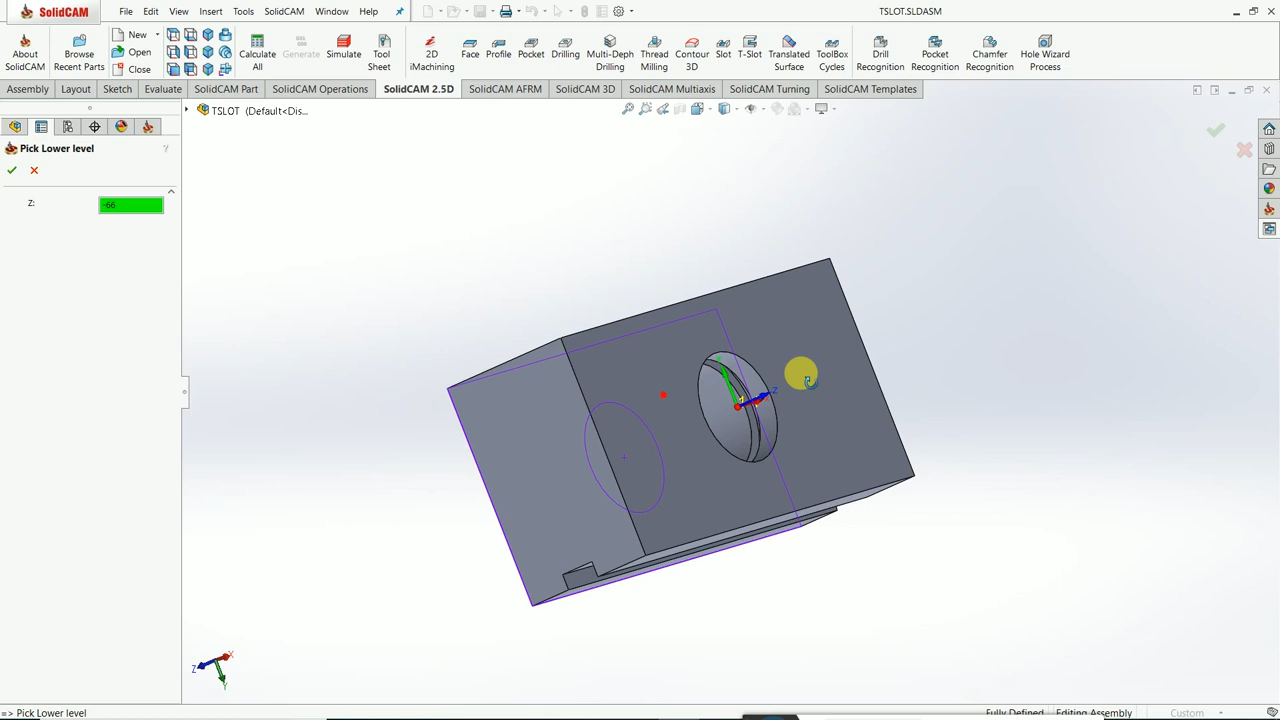 SolidCAM File Edit View Insert Tools SolidCAM Window Help TSLOT.SLDASM
About SolidCAM
Browse Recent Parts
New
Open
Close
Calculate All
Generate
Simulate
Tool Sheet
2D iMachining
Face
Profile
Pocket
Drilling
Multi-Depth Drilling
Thread Milling
Contour 3D
Slot
T-Slot
Translated Surface
ToolBox Cycles
Drill Recognition
Pocket Recognition
Chamfer Recognition
Hole Wizard Process
Assembly Layout Sketch Evaluate SolidCAM Part SolidCAM Operations SolidCAM 2.5D SolidCAM AFRM SolidCAM 3D SolidCAM Multiaxis SolidCAM Turning SolidCAM Templates
TSLOT (Default<Dis...
Pick Lower level ?
Z: -66
Z
Z X
Y
=> Pick Lower level Fully Defined Editing Assembly Custom